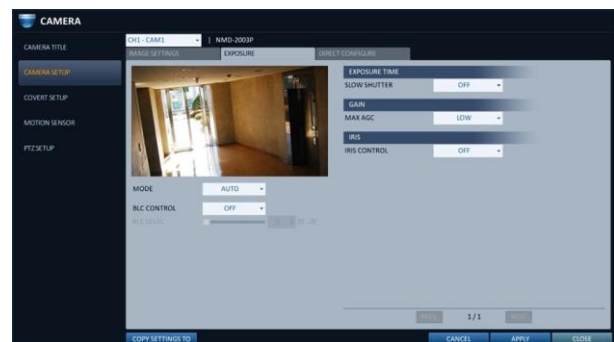 CAMERA
CAMERA TITLE
CAMERA SETUP
COVERT SETUP
MOTION SENSOR
PTZ SETUP
CH1 - CAM1 ] NMD-2003P
IMAGE SETTINGS EXPOSURE DIRECT CONFIGURE
MODE AUTO
BLC CONTROL OFF
BLC LEVEL
EXPOSURE TIME
SLOW SHUTTER OFF
GAIN
MAX AGC LOW
IRIS
IRIS CONTROL OFF
PREV 1/1 NEXT
COPY SETTINGS TO CANCEL APPLY CLOSE